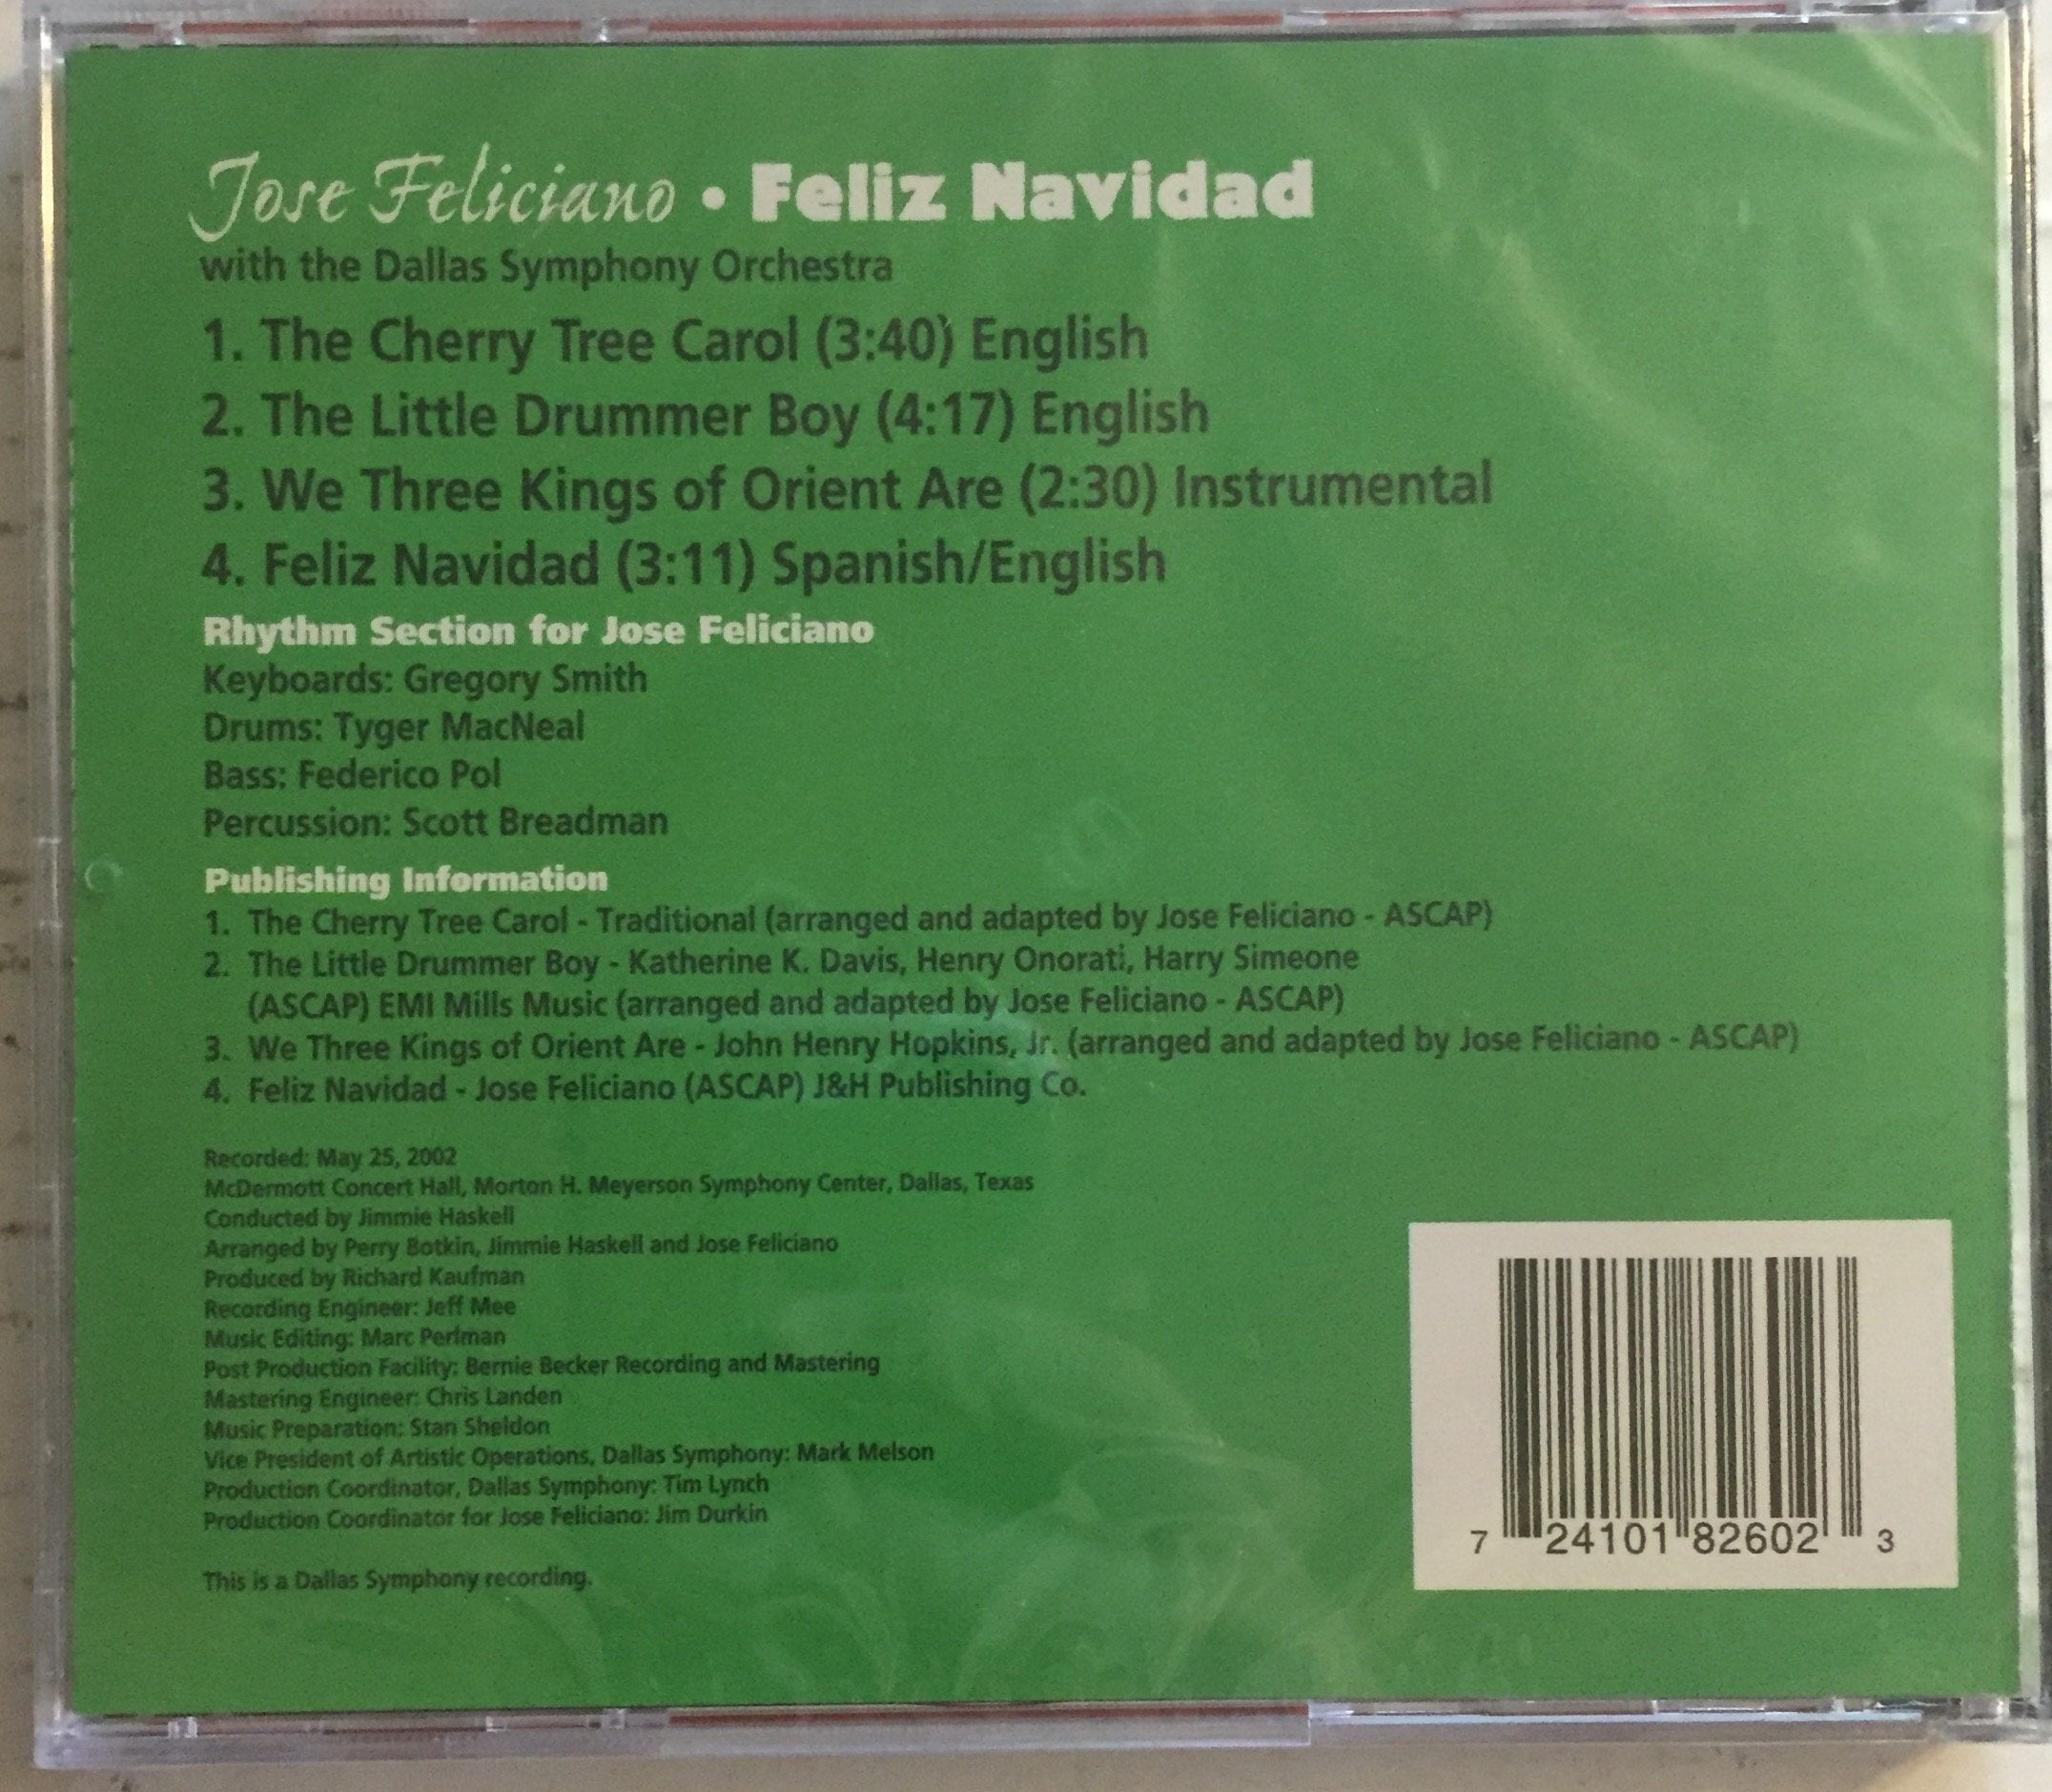 Jose Feliciano • Feliz Navidad
with the Dallas Symphony Orchestra
1. The Cherry Tree Carol (3:40) English
2. The Little Drummer Boy (4:17) English
3. We Three Kings of Orient Are (2:30) Instrumental
4. Feliz Navidad (3:11) Spanish/English
Rhythm Section for Jose Feliciano
Keyboards: Gregory Smith
Drums: Tyger MacNeal
Bass: Federico Pol
Percussion: Scott Breadman
Publishing Information
1. The Cherry Tree Carol - Traditional (arranged and adapted by Jose Feliciano - ASCAP)
2. The Little Drummer Boy - Katherine K. Davis, Henry Onorati, Harry Simeone
(ASCAP) EMI Mills Music (arranged and adapted by Jose Feliciano - ASCAP)
3. We Three Kings of Orient Are - John Henry Hopkins, Jr. (arranged and adapted by Jose Feliciano - ASCAP)
4. Feliz Navidad - Jose Feliciano (ASCAP) J&H Publishing Co.
Recorded: May 25, 2002
McDermott Concert Hall, Morton H. Meyerson Symphony Center, Dallas, Texas
Conducted by Jimmie Haskell
Arranged by Perry Botkin, Jimmie Haskell and Jose Feliciano
Produced by Richard Kaufman
Recording Engineer: Jeff Mee
Music Editing: Marc Perlman
Post Production Facility: Bernie Becker Recording and Mastering
Mastering Engineer: Chris Landen
Music Preparation: Stan Sheldon
Vice President of Artistic Operations, Dallas Symphony: Mark Melson
Production Coordinator, Dallas Symphony: Tim Lynch
Production Coordinator for Jose Feliciano: Jim Durkin
This is a Dallas Symphony recording.
7 24101 82602 3